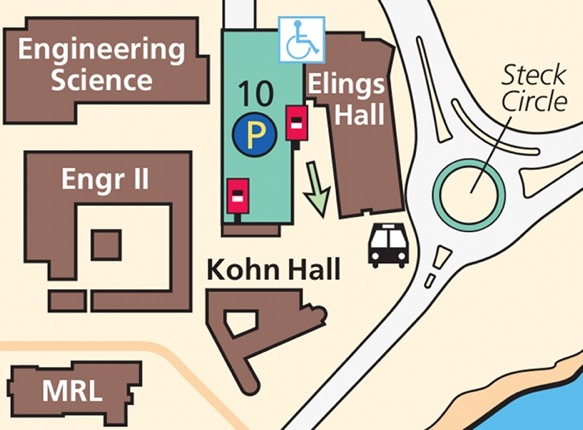 Engineering
Science
10
P
Elings
Hall
Steck
Circle
Engr II
Kohn Hall
MRL